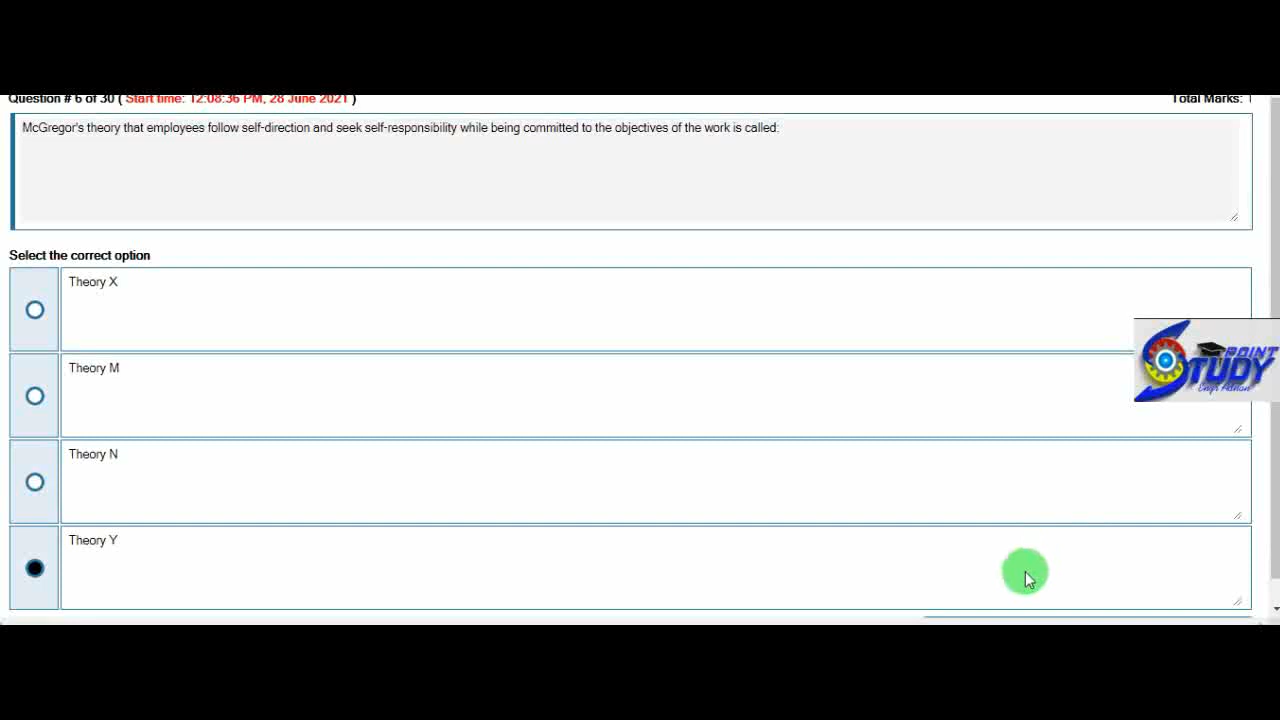 Question # 6 of 30 ( Start time: 12:08:36 PM, 28 June 2021 )
Total Marks: 1
McGregor's theory that employees follow self-direction and seek self-responsibility while being committed to the objectives of the work is called:
Select the correct option
Theory X
Theory M
Theory N
Theory Y
POINT
STUDY
Engr Adnan